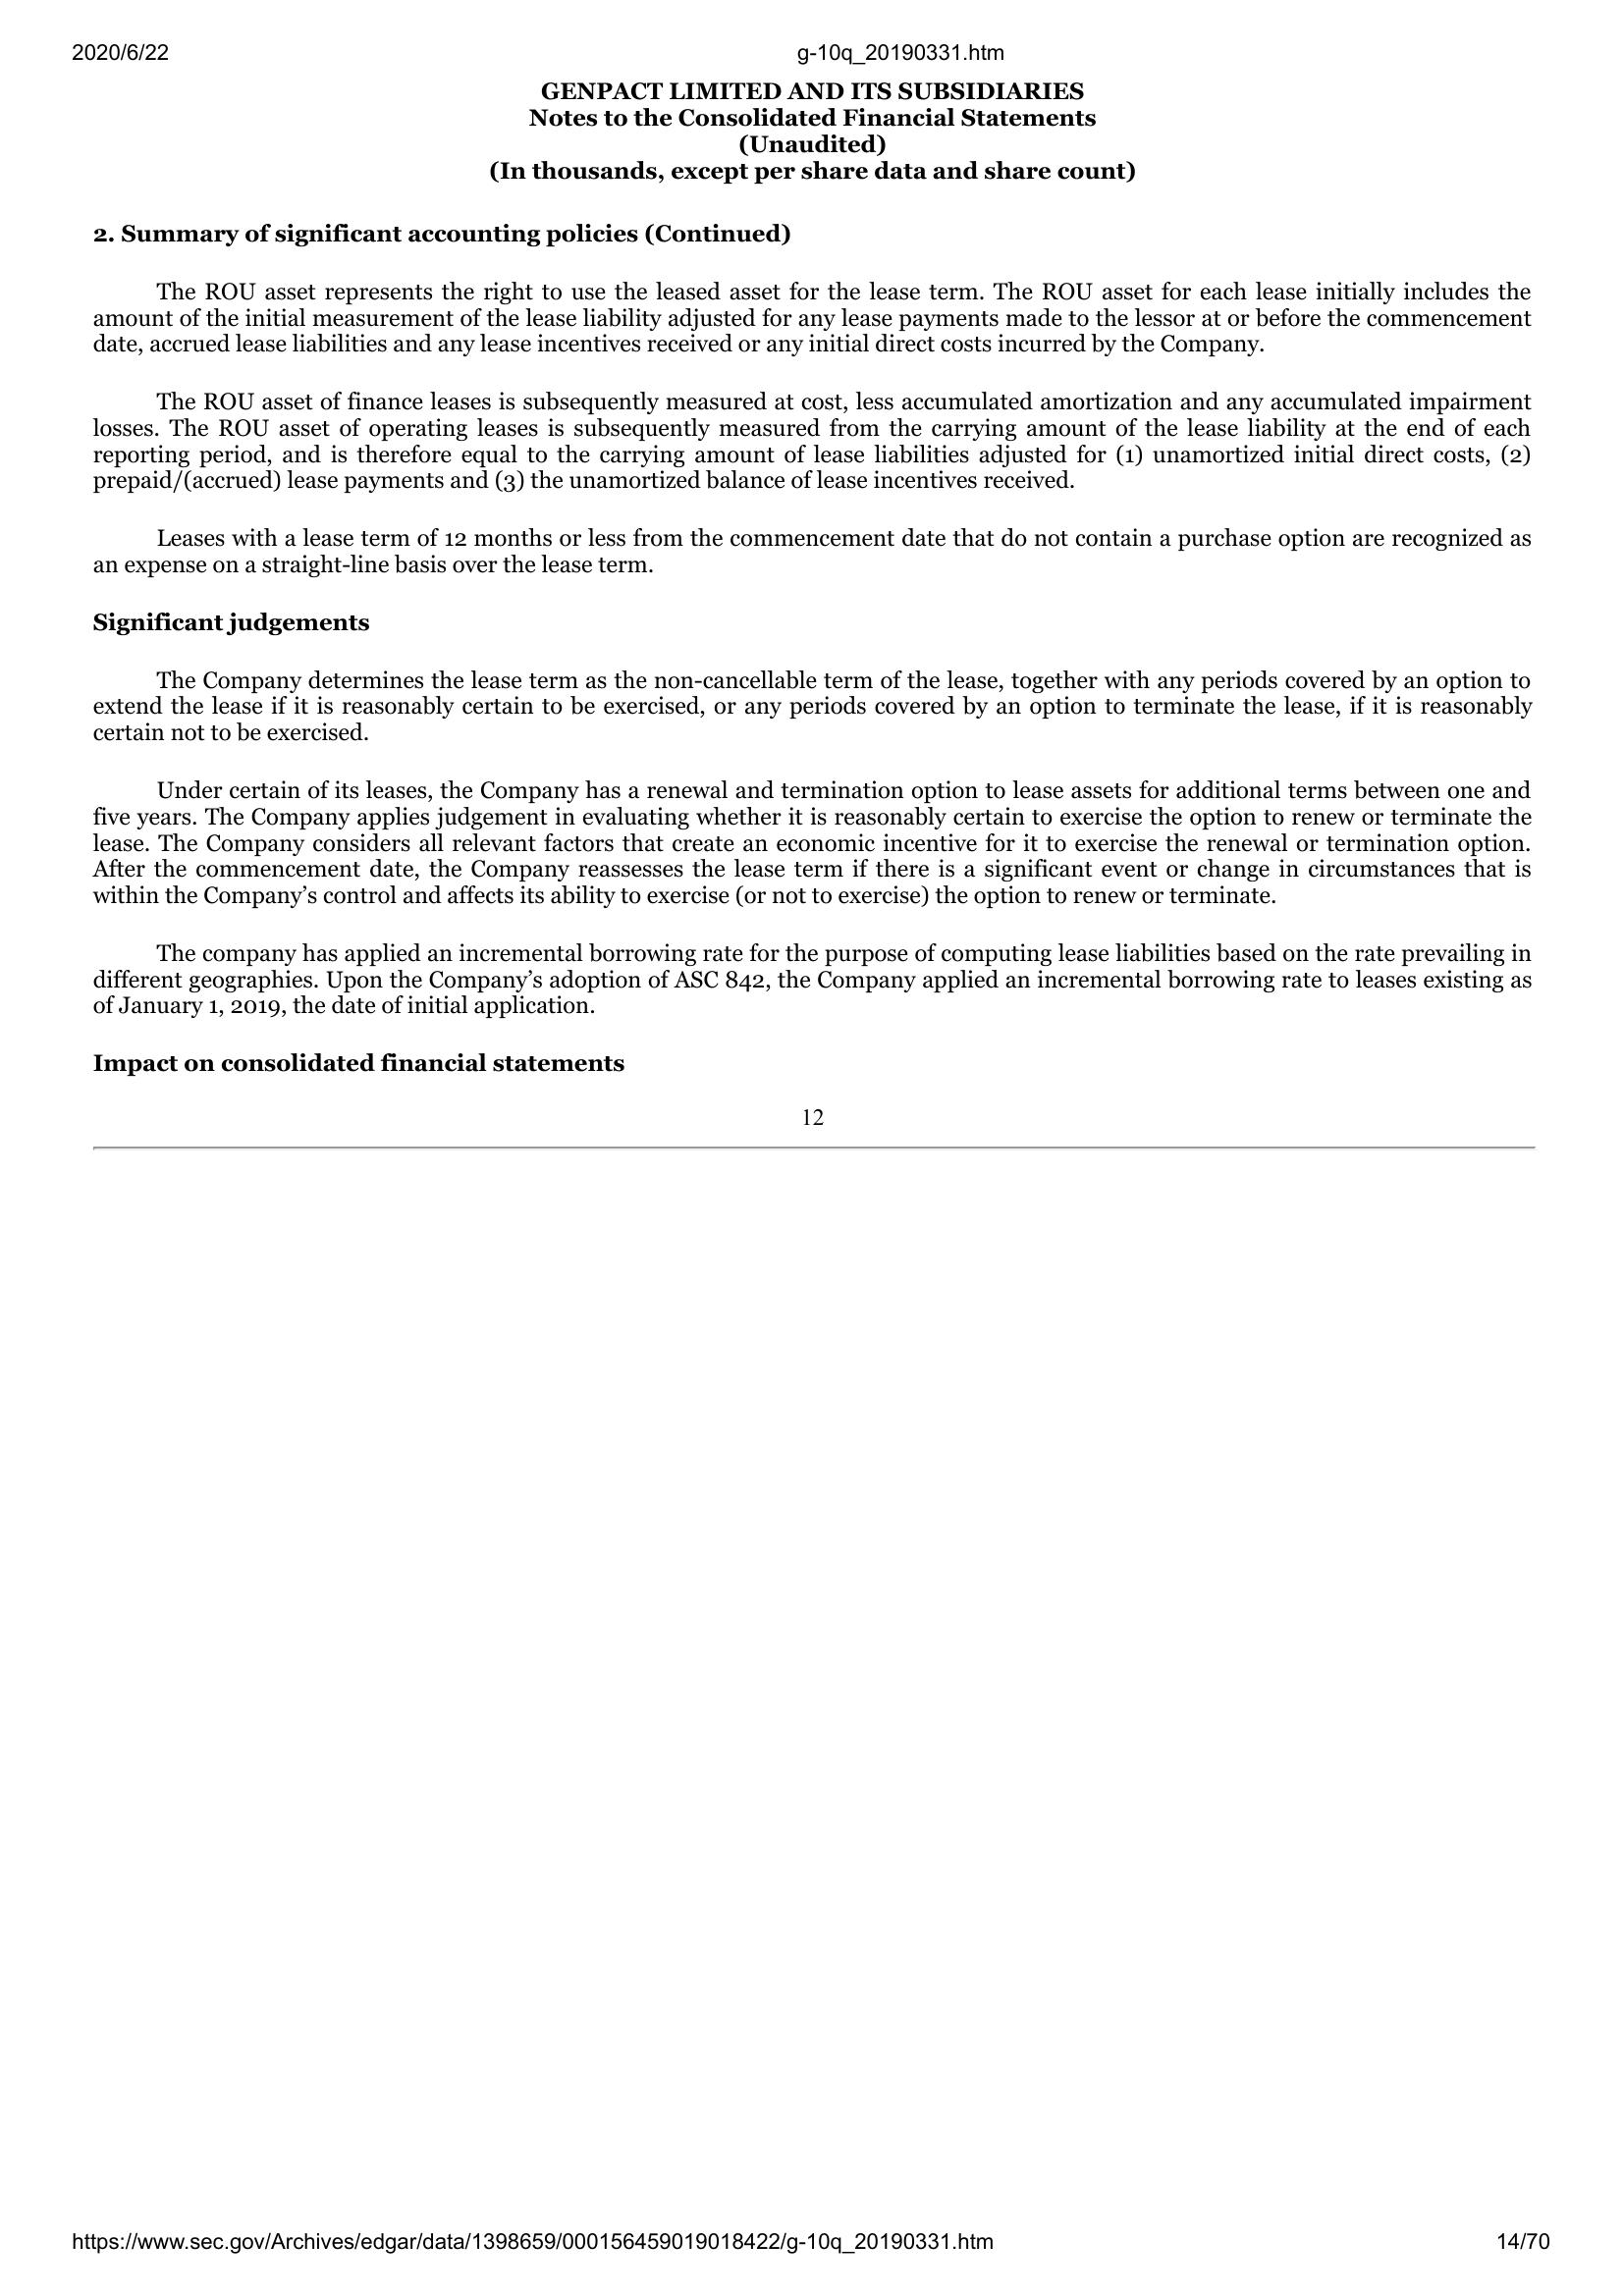 2020/6/22 g-10q_20190331.htm
GENPACT LIMITED AND ITS SUBSIDIARIES
Notes to the Consolidated Financial Statements
(Unaudited)
(In thousands, except per share data and share count)
2. Summary of significant accounting policies (Continued)
The ROU asset represents the right to use the leased asset for the lease term. The ROU asset for each lease initially includes the
amount of the initial measurement of the lease liability adjusted for any lease payments made to the lessor at or before the commencement
date, accrued lease liabilities and any lease incentives received or any initial direct costs incurred by the Company.
The ROU asset of finance leases is subsequently measured at cost, less accumulated amortization and any accumulated impairment
losses. The ROU asset of operating leases is subsequently measured from the carrying amount of the lease liability at the end of each
reporting period, and is therefore equal to the carrying amount of lease liabilities adjusted for (1) unamortized initial direct costs, (2)
prepaid/(accrued) lease payments and (3) the unamortized balance of lease incentives received.
Leases with a lease term of 12 months or less from the commencement date that do not contain a purchase option are recognized as
an expense on a straight-line basis over the lease term.
Significant judgements
The Company determines the lease term as the non-cancellable term of the lease, together with any periods covered by an option to
extend the lease if it is reasonably certain to be exercised, or any periods covered by an option to terminate the lease, if it is reasonably
certain not to be exercised.
Under certain of its leases, the Company has a renewal and termination option to lease assets for additional terms between one and
five years. The Company applies judgement in evaluating whether it is reasonably certain to exercise the option to renew or terminate the
lease. The Company considers all relevant factors that create an economic incentive for it to exercise the renewal or termination option.
After the commencement date, the Company reassesses the lease term if there is a significant event or change in circumstances that is
within the Company’s control and affects its ability to exercise (or not to exercise) the option to renew or terminate.
The company has applied an incremental borrowing rate for the purpose of computing lease liabilities based on the rate prevailing in
different geographies. Upon the Company’s adoption of ASC 842, the Company applied an incremental borrowing rate to leases existing as
of January 1, 2019, the date of initial application.
Impact on consolidated financial statements
12
https://www.sec.gov/Archives/edgar/data/1398659/000156459019018422/g-10q_20190331.htm 14/70